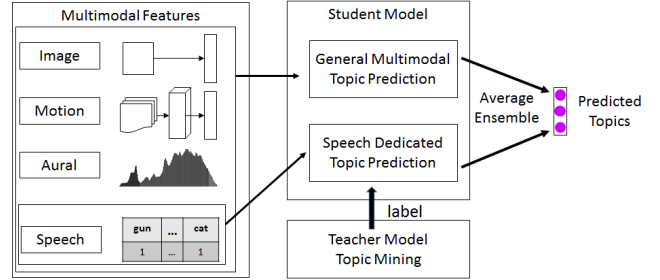 Multimodal Features
Image
Motion
Aural
Speech
gun ... cat
1 ... 1
Student Model
General Multimodal
Topic Prediction
Speech Dedicated
Topic Prediction
label
Teacher Model
Topic Mining
Average
Ensemble
Predicted
Topics